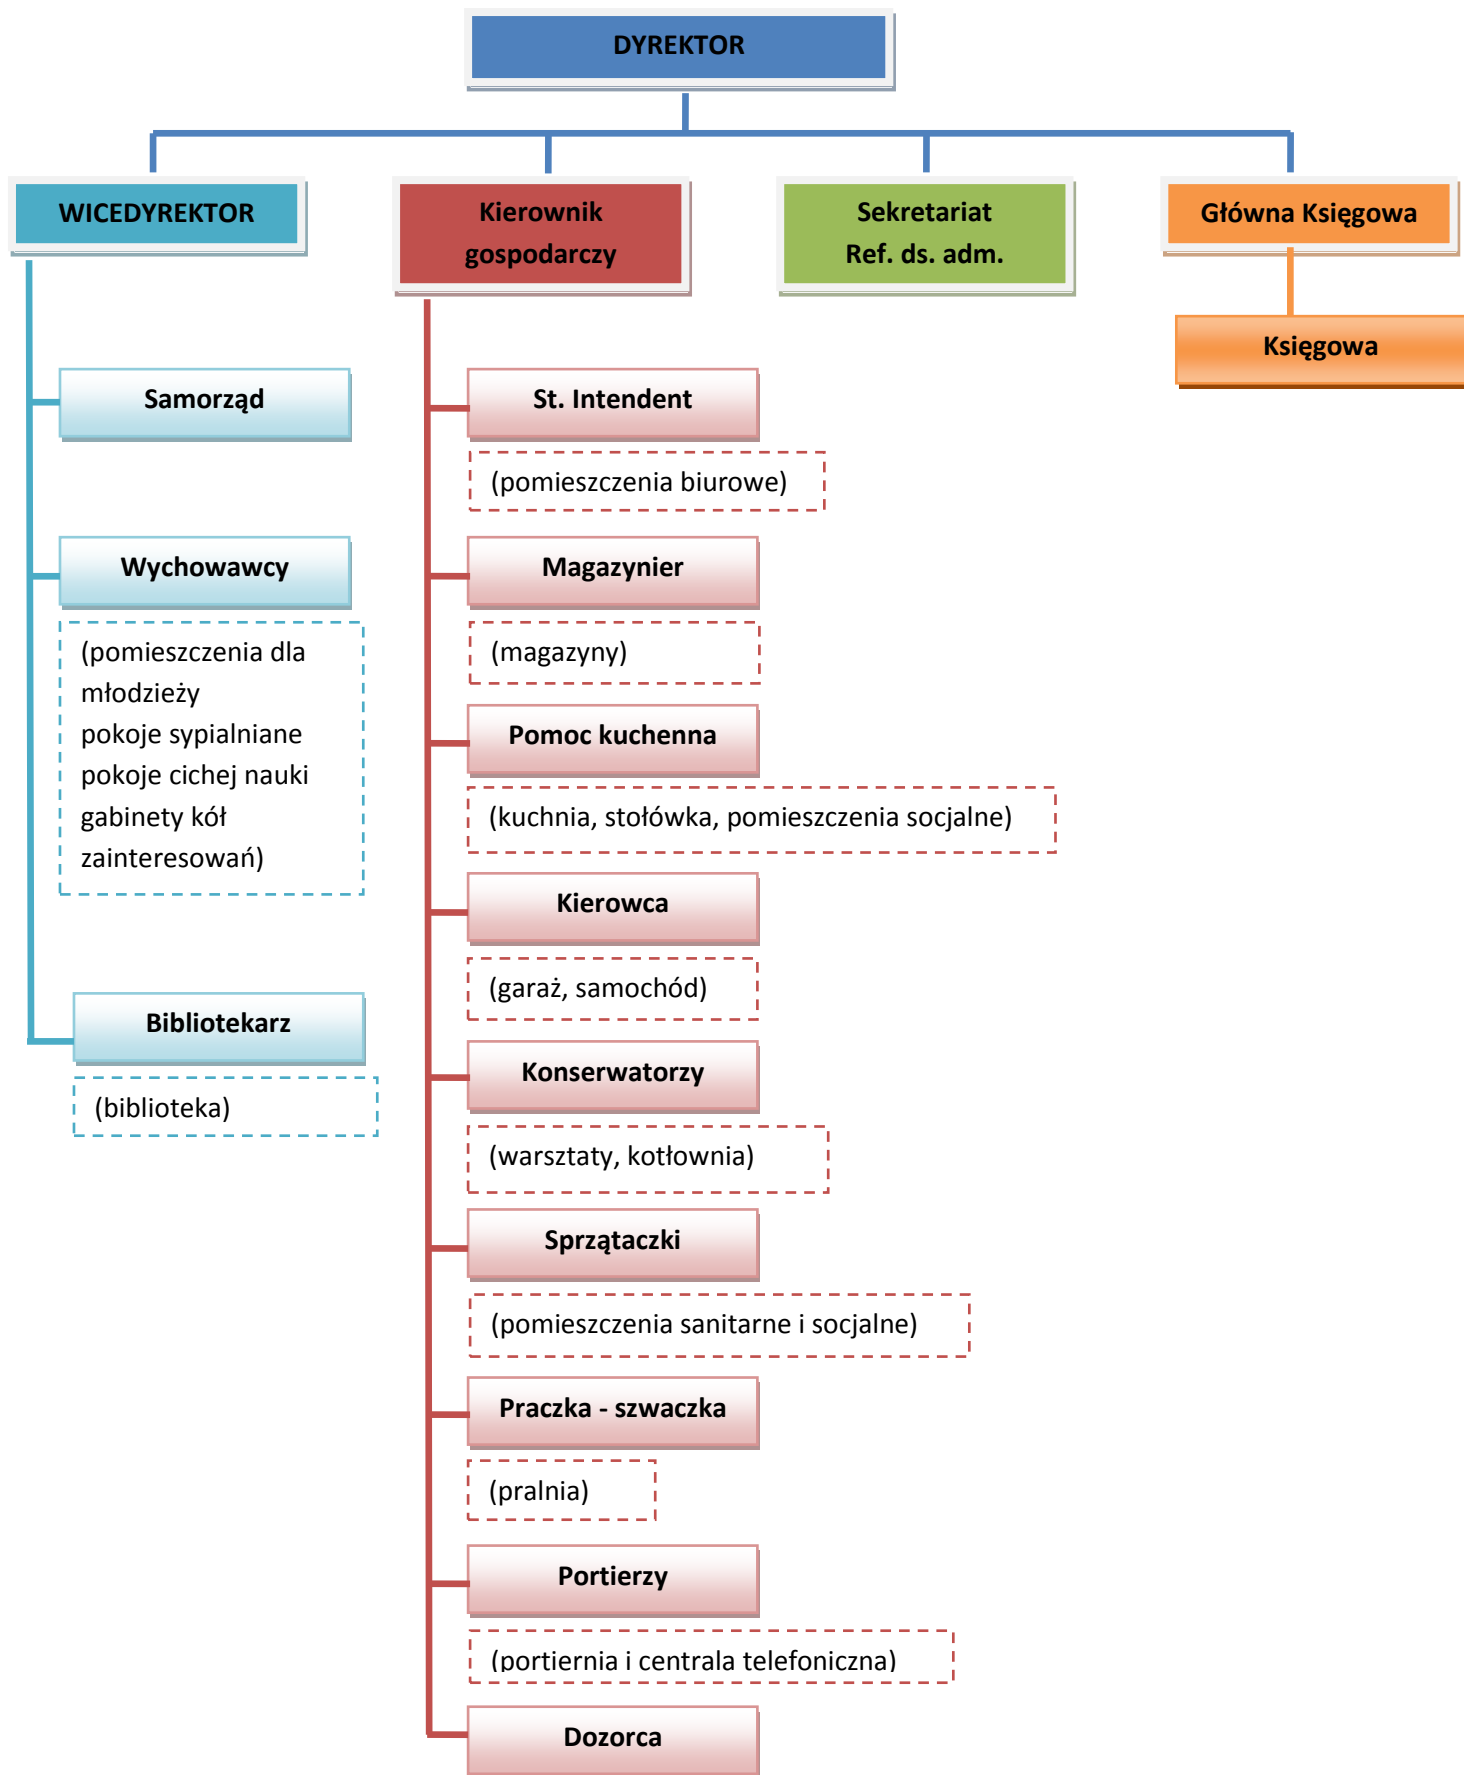 DYREKTOR
WICEDYREKTOR
Kierownik
gospodarczy
Sekretariat
Ref. ds. adm.
Główna Księgowa
Księgowa
Samorząd
Wychowawcy
(pomieszczenia dla
młodzieży
pokoje sypialniane
pokoje cichej nauki
gabinety kół
zainteresowań)
Bibliotekarz
(biblioteka)
St. Intendent
(pomieszczenia biurowe)
Magazynier
(magazyny)
Pomoc kuchenna
(kuchnia, stołówka, pomieszczenia socjalne)
Kierowca
(garaż, samochód)
Konserwatorzy
(warsztaty, kotłownia)
Sprzątaczki
(pomieszczenia sanitarne i socjalne)
Praczka - szwaczka
(pralnia)
Portierzy
(portiernia i centrala telefoniczna)
Dozorca